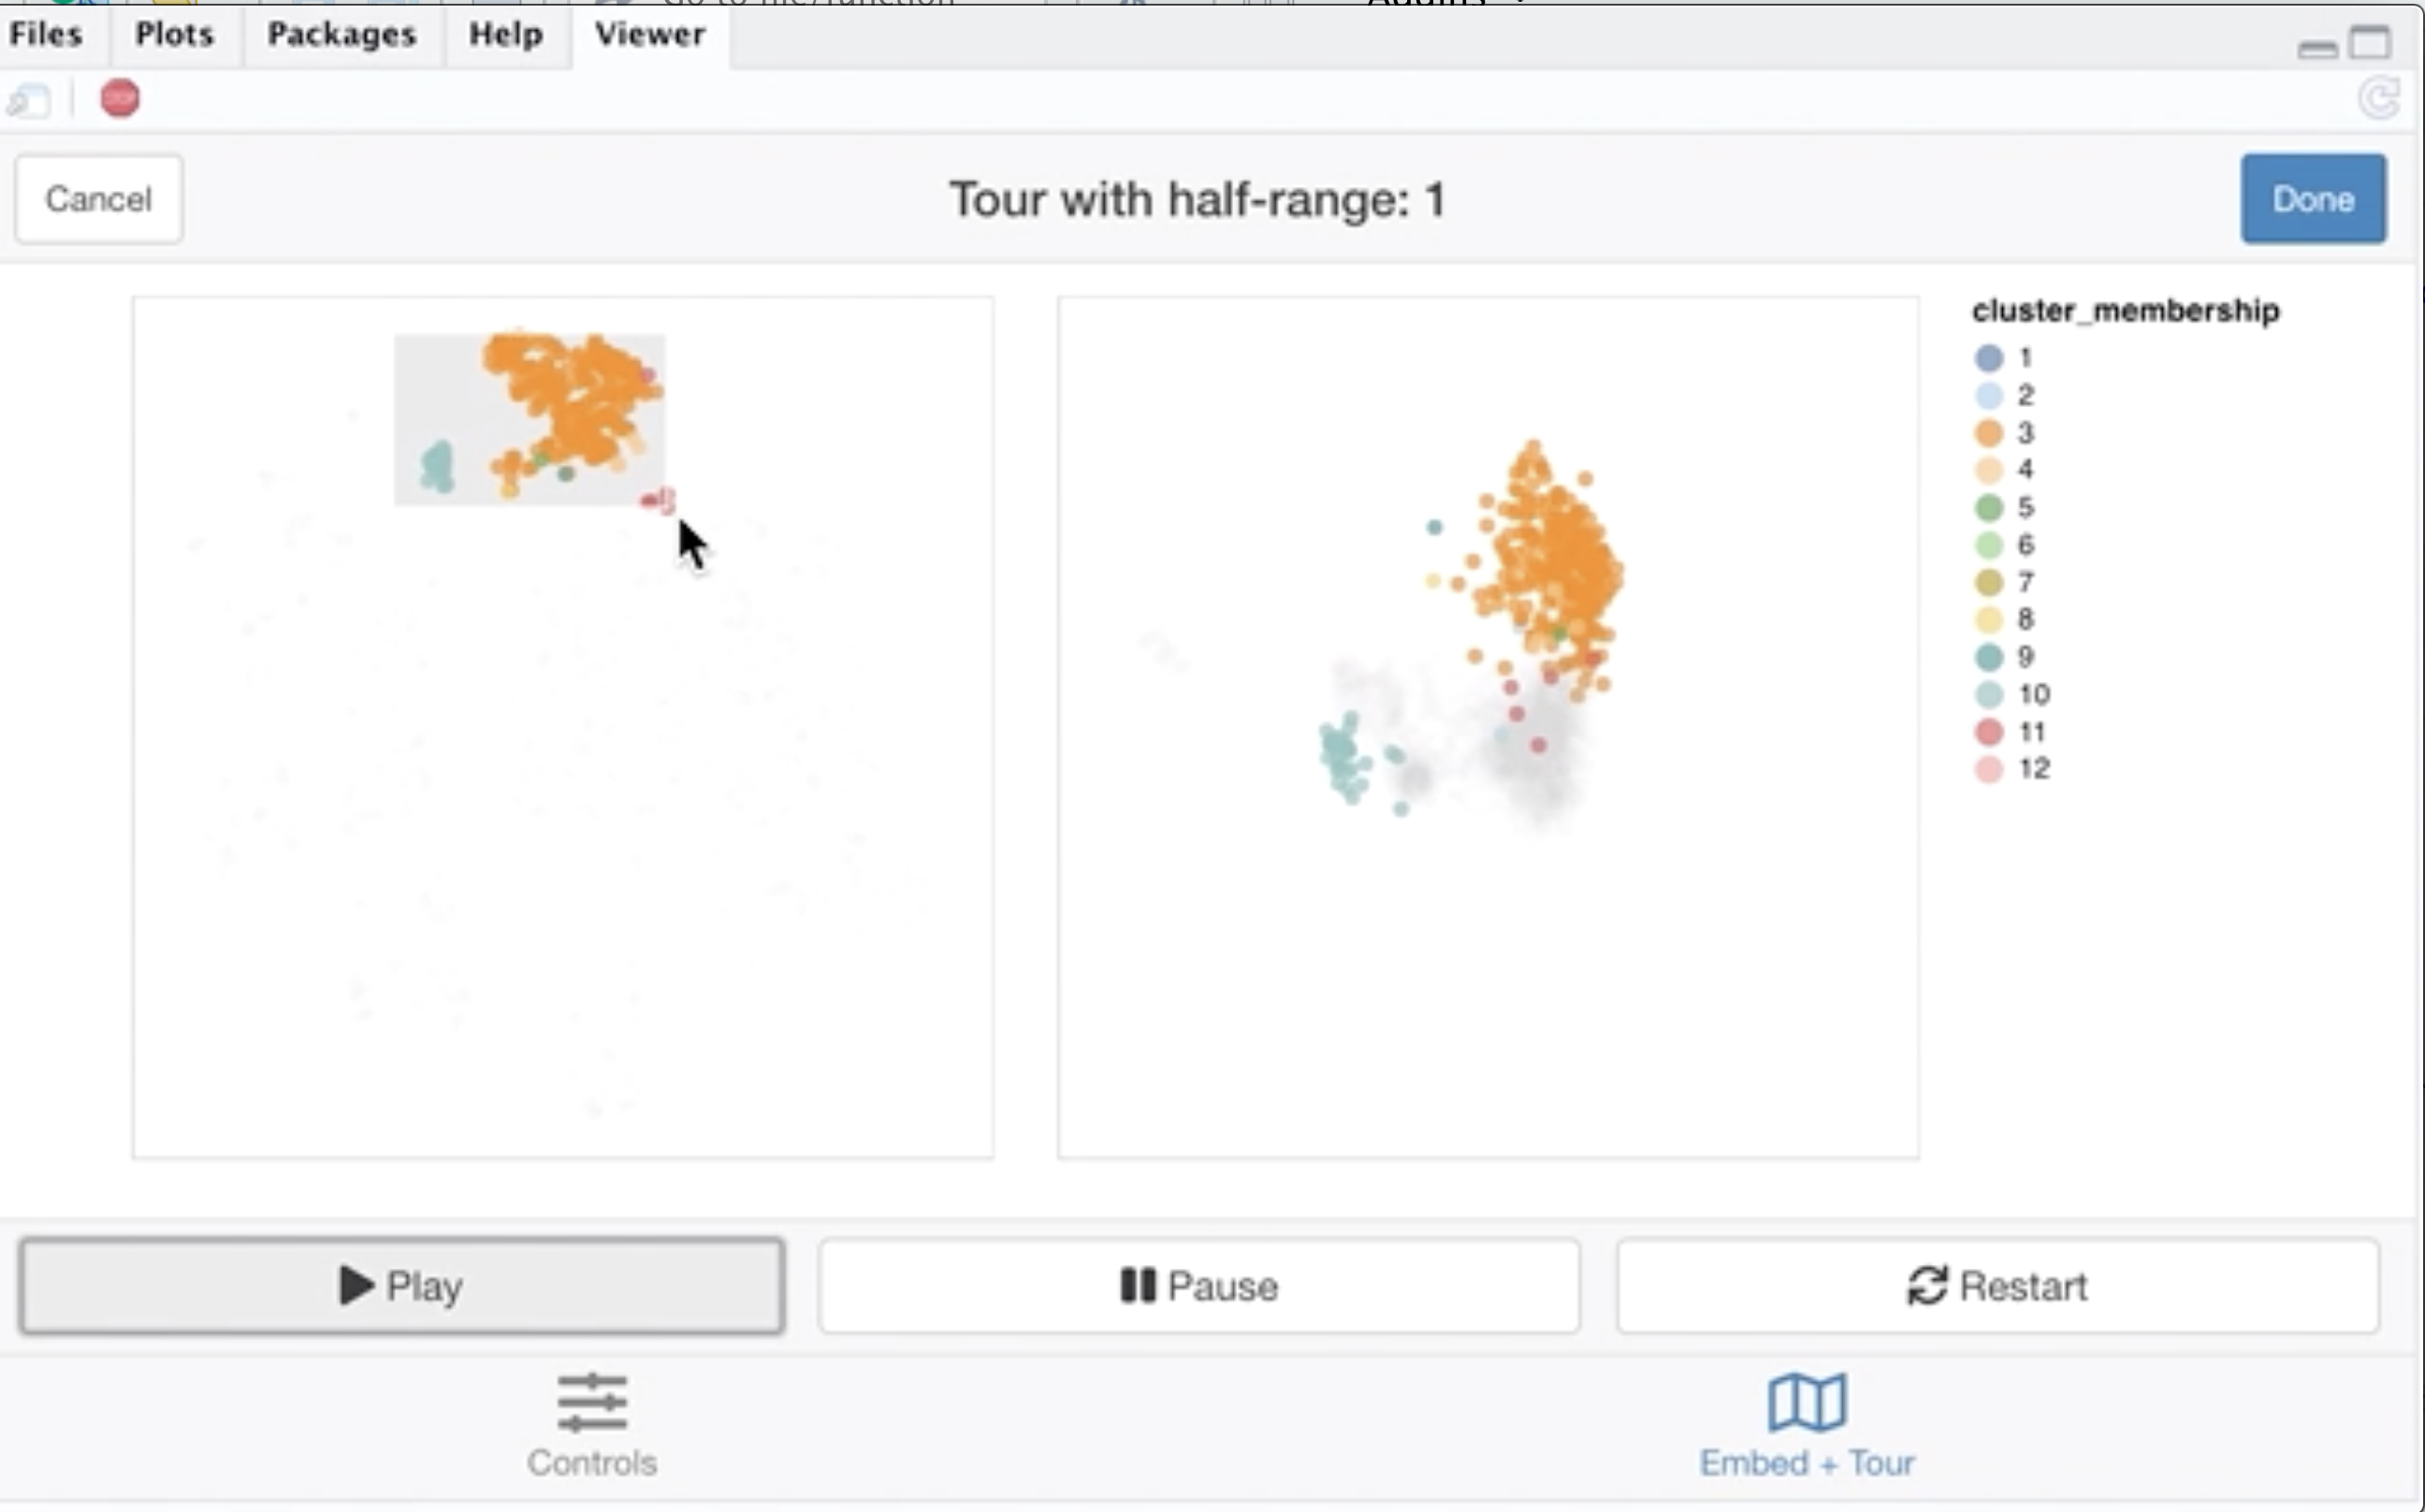 Files Plots Packages Help Viewer
Cancel
Tour with half-range: 1
Done
cluster_membership
1
2
3
4
5
6
7
8
9
10
11
12
Play
Pause
Restart
Controls
Embed + Tour